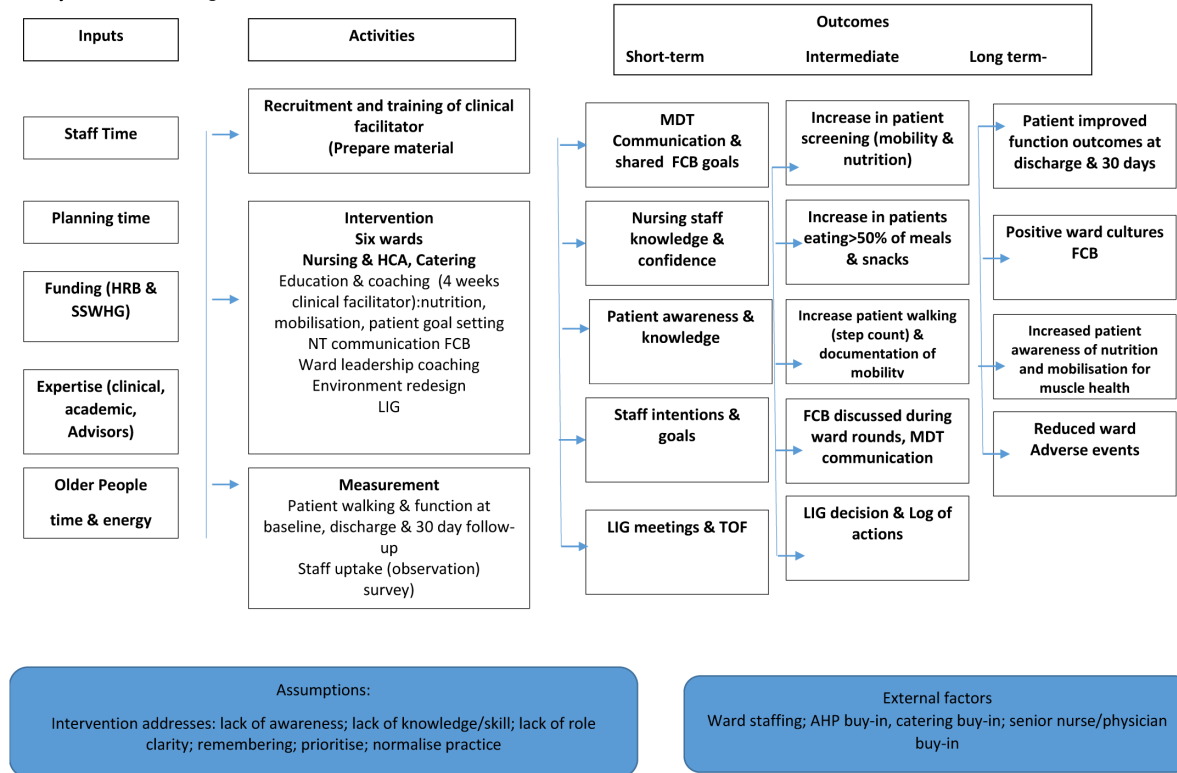 Inputs
Activities
Outcomes
Short-term Intermediate Long term-
Staff Time
Planning time
Funding (HRB &
SSWHG)
Expertise (clinical,
academic,
Advisors)
Older People
time & energy
Recruitment and training of clinical
facilitator
(Prepare material
Intervention
Six wards
Nursing & HCA, Catering
Education & coaching (4 weeks
clinical facilitator):nutrition,
mobilisation, patient goal setting
NT communication FCB
Ward leadership coaching
Environment redesign
LIG
Measurement
Patient walking & function at
baseline, discharge & 30 day follow-
up
Staff uptake (observation)
survey)
MDT
Communication &
shared FCB goals
Nursing staff
knowledge &
confidence
Patient awareness &
knowledge
Staff intentions &
goals
LIG meetings & TOF
Increase in patient
screening (mobility &
nutrition)
Increase in patients
eating>50% of meals
& snacks
Increase patient walking
(step count) &
documentation of
mobility
FCB discussed during
ward rounds, MDT
communication
LIG decision & Log of
actions
Patient improved
function outcomes at
discharge & 30 days
Positive ward cultures
FCB
Increased patient
awareness of nutrition
and mobilisation for
muscle health
Reduced ward
Adverse events
Assumptions:
Intervention addresses: lack of awareness; lack of knowledge/skill; lack of role
clarity; remembering; prioritise; normalise practice
External factors
Ward staffing; AHP buy-in, catering buy-in; senior nurse/physician
buy-in